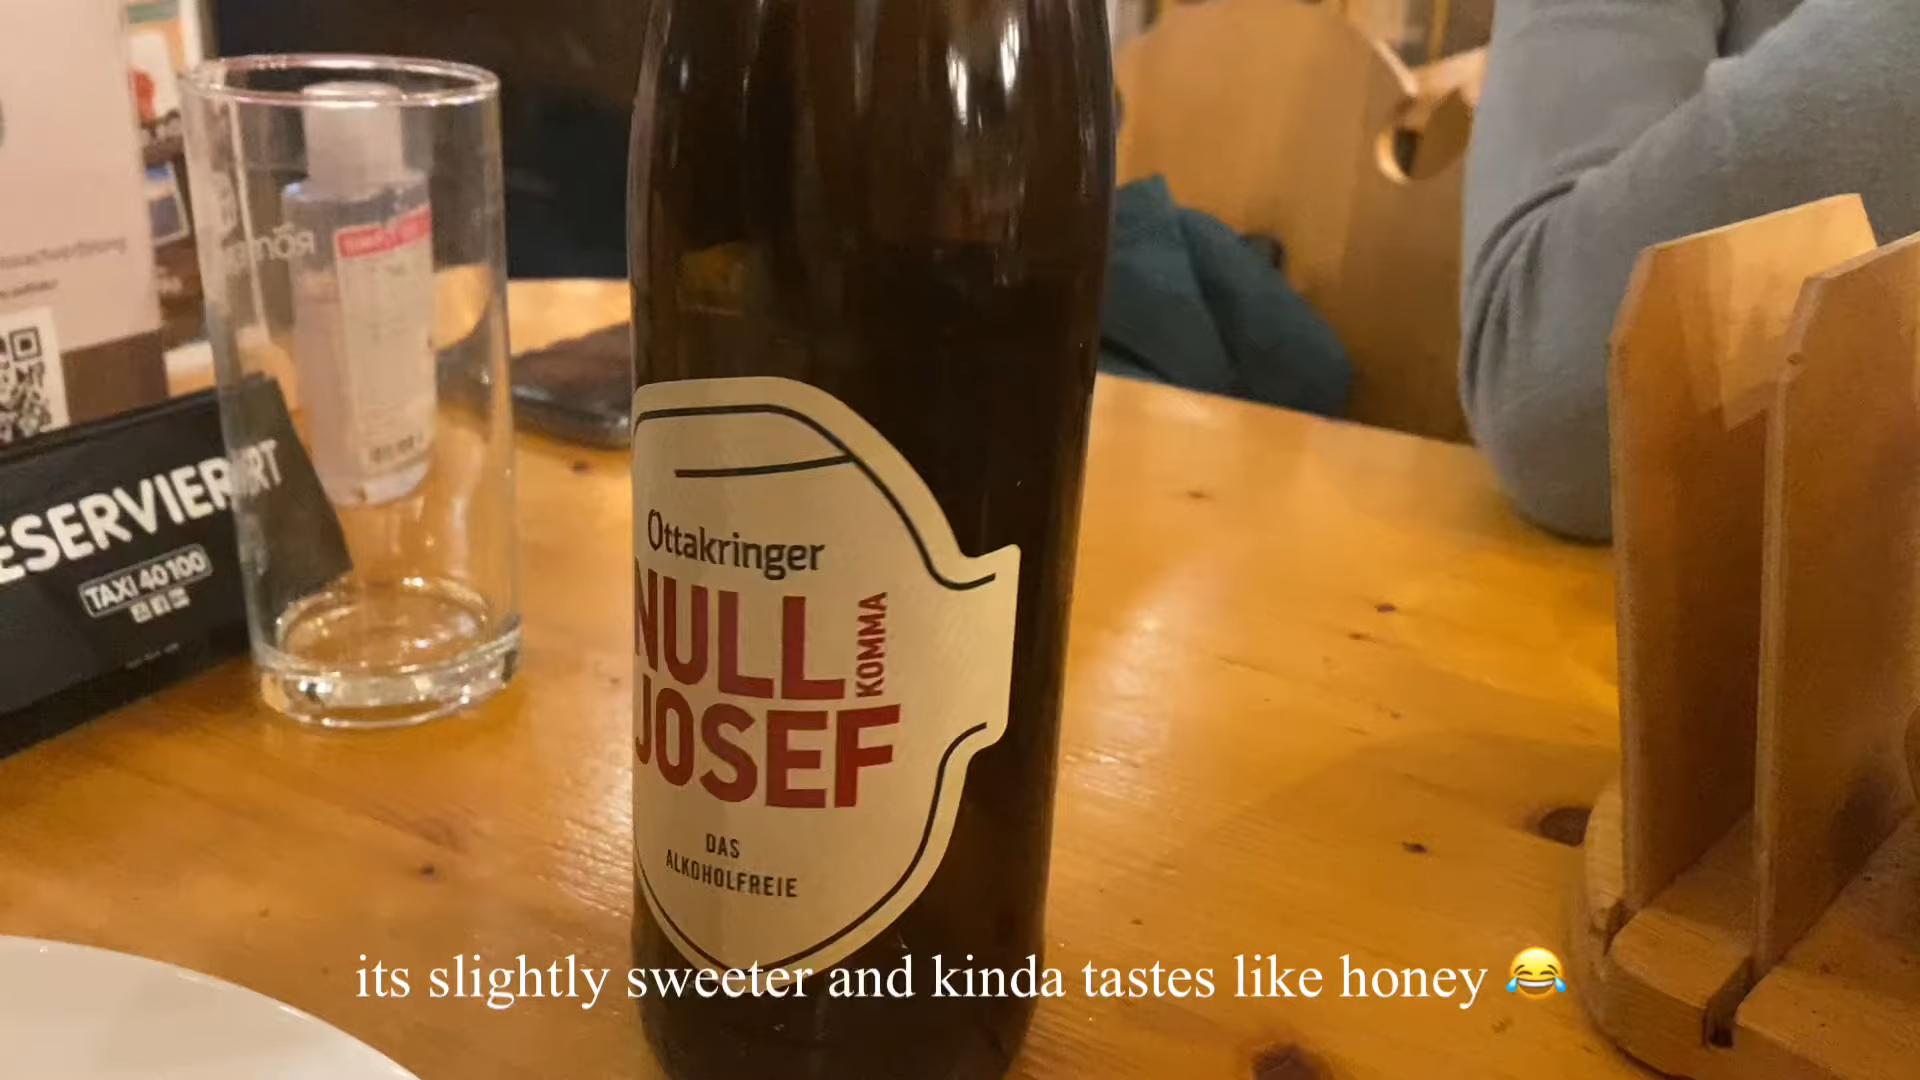 ESERVIERT
TAXI 40100
Ottakringer
NULL
KOMMA
JOSEF
DAS
ALKOHOLFREIE
its slightly sweeter and kinda tastes like honey 😂